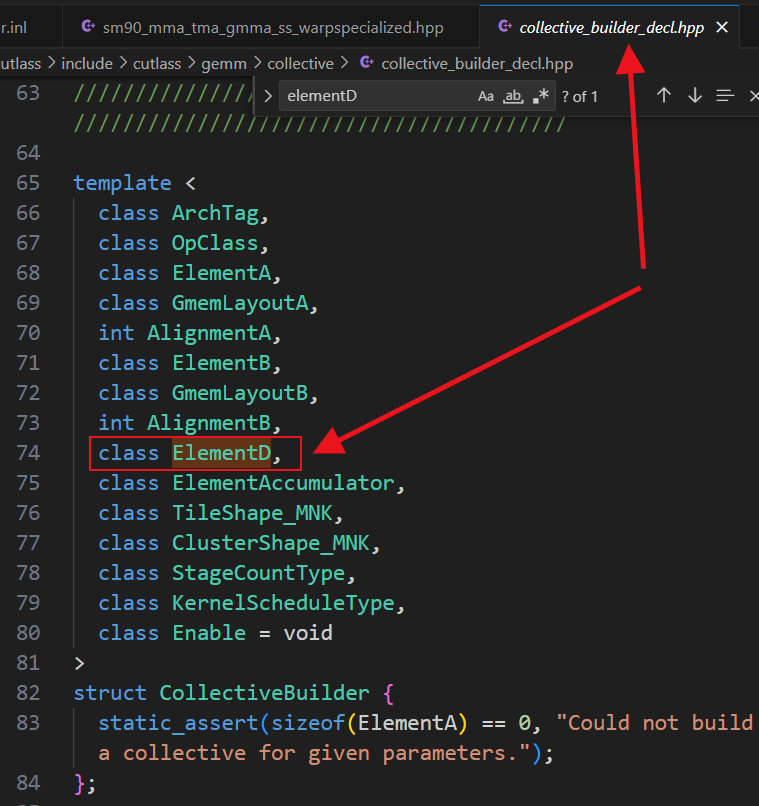 r.inl
sm90_mma_tma_gmma_ss_warpspecialized.hpp
collective_builder_decl.hpp ×
utlass > include > cutlass > gemm > collective > collective_builder_decl.hpp
> elementD Aa ab .* ? of 1 ↑ ↓ ×
63 ///////////////
////////////////////////////////////////
64
65 template <
66 class ArchTag,
67 class OpClass,
68 class ElementA,
69 class GmemLayoutA,
70 int AlignmentA,
71 class ElementB,
72 class GmemLayoutB,
73 int AlignmentB,
74 class ElementD,
75 class ElementAccumulator,
76 class TileShape_MNK,
77 class ClusterShape_MNK,
78 class StageCountType,
79 class KernelScheduleType,
80 class Enable = void
81 >
82 struct CollectiveBuilder {
83 static_assert(sizeof(ElementA) == 0, "Could not build
a collective for given parameters.");
84 };